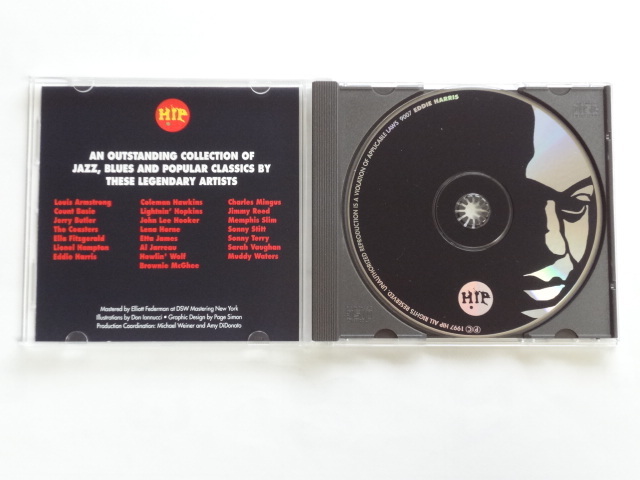 HIP
AN OUTSTANDING COLLECTION OF
JAZZ, BLUES AND POPULAR CLASSICS BY
THESE LEGENDARY ARTISTS
Louis Armstrong
Count Basie
Jerry Butler
The Coasters
Ella Fitzgerald
Lionel Hampton
Eddie Harris
Coleman Hawkins
Lightnin' Hopkins
John Lee Hooker
Lena Horne
Etta James
Al Jarreau
Howlin' Wolf
Brownie McGhee
Charles Mingus
Jimmy Reed
Memphis Slim
Sonny Stitt
Sonny Terry
Sarah Vaughan
Muddy Waters
Mastered by Elliott Federman at DSW Mastering New York
Illustrations by Dan Iannucci • Graphic Design by Page Simon
Production Coordination: Michael Weiner and Amy DiDonato
℗© 1997 HIP. ALL RIGHTS RESERVED. UNAUTHORIZED REPRODUCTION IS A VIOLATION OF APPLICABLE LAWS. 9007 EDDIE HARRIS
HIP